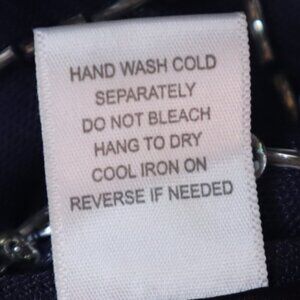 HAND WASH COLD
SEPARATELY
DO NOT BLEACH
HANG TO DRY
COOL IRON ON
REVERSE IF NEEDED